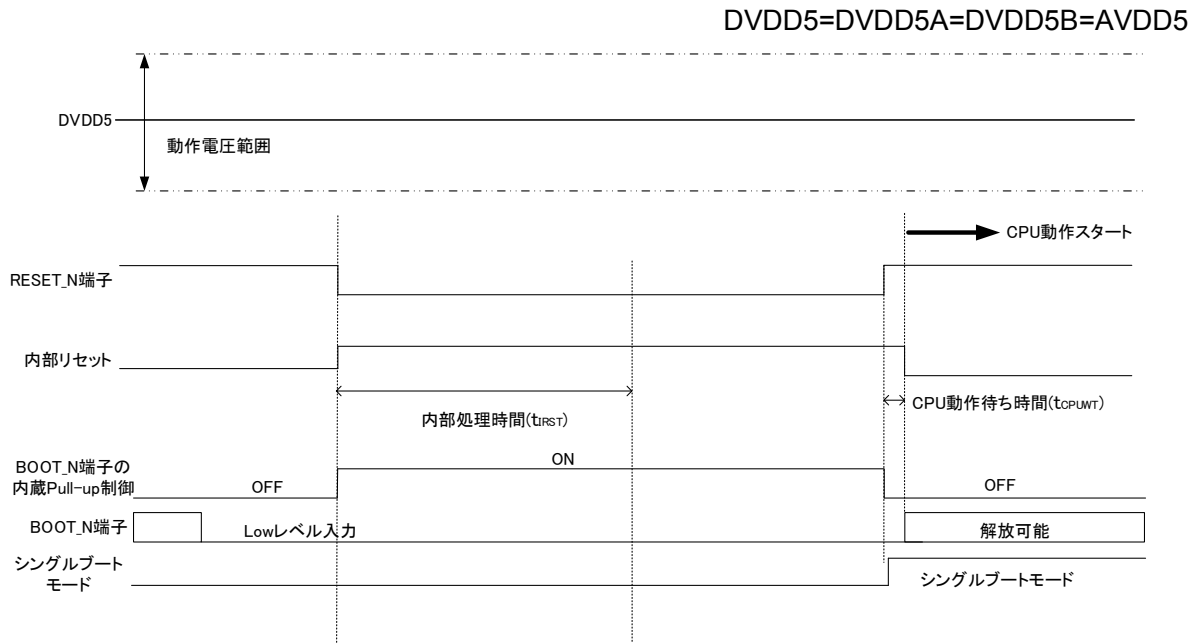 DVDD5=DVDD5A=DVDD5B=AVDD5
DVDD5
動作電圧範囲
CPU動作スタート
RESET_N端子
内部リセット
内部処理時間(tIRST)
CPU動作待ち時間(tCPUWT)
BOOT_N端子の
内蔵Pull-up制御
OFF
ON
OFF
BOOT_N端子
Lowレベル入力
解放可能
シングルブート
モード
シングルブートモード